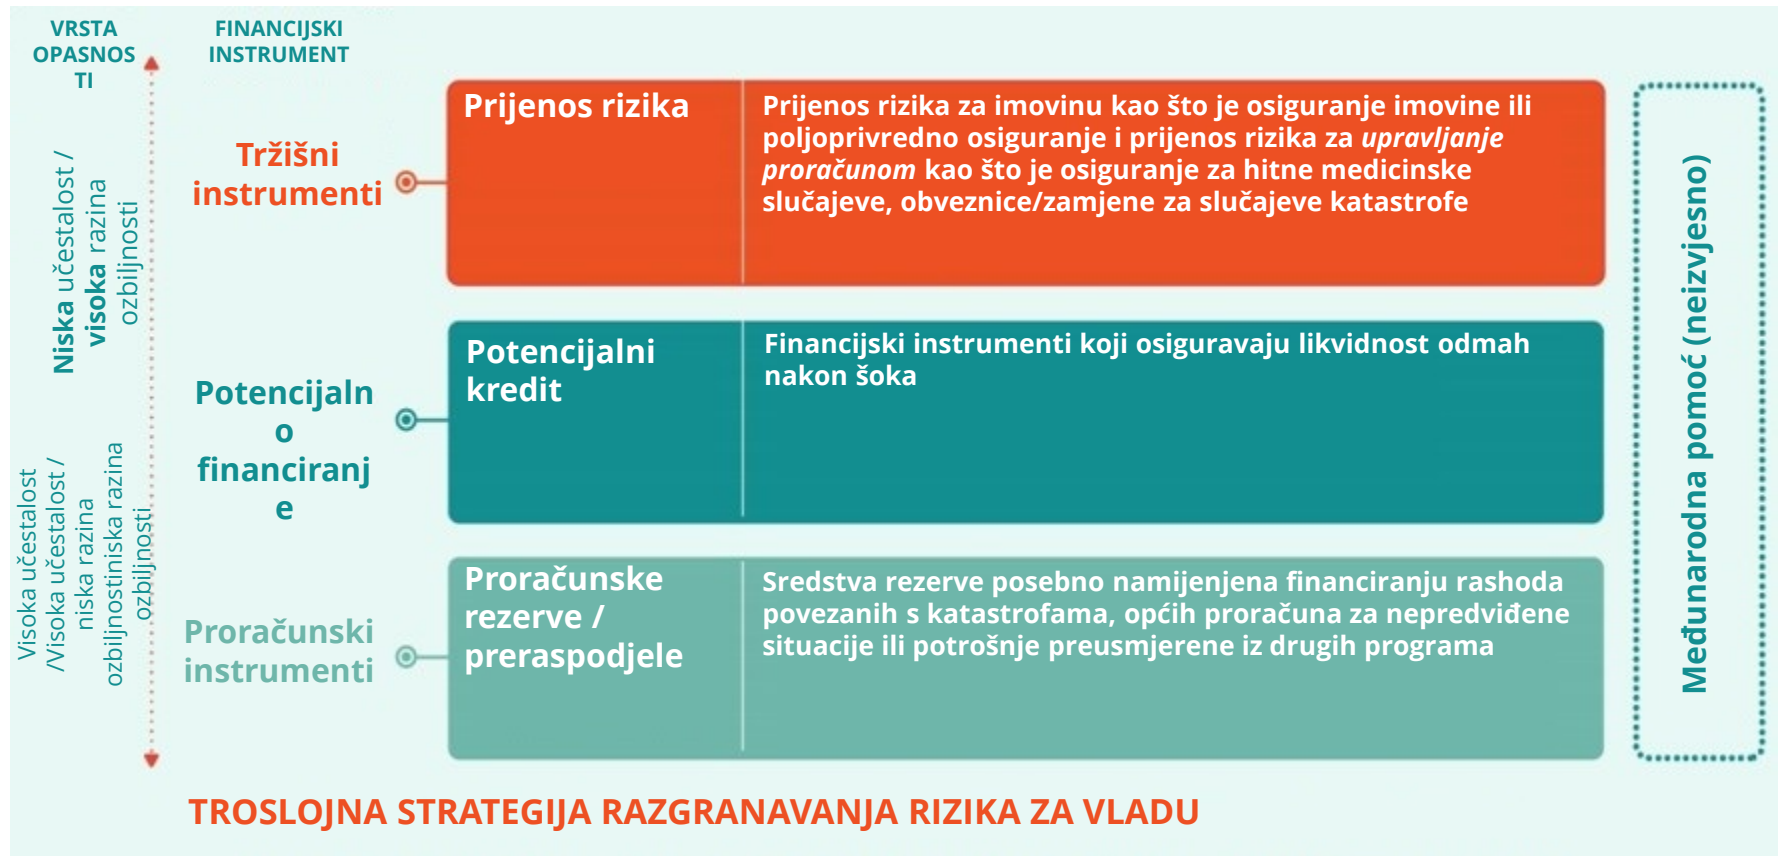 VRSTA
OPASNOS
TI
FINANCIJSKI
INSTRUMENT
Niska učestalost /
visoka razina
ozbiljnosti
Visoka učestalost
/Visoka učestalost /
niska razina
ozbiljnostiniska razina
ozbiljnosti
Tržišni
instrumenti
Prijenos rizika
Prijenos rizika za imovinu kao što je osiguranje imovine ili
poljoprivredno osiguranje i prijenos rizika za upravljanje
proračunom kao što je osiguranje za hitne medicinske
slučajeve, obveznice/zamjene za slučajeve katastrofe
Potencijaln
o
financiranj
e
Potencijalni
kredit
Financijski instrumenti koji osiguravaju likvidnost odmah
nakon šoka
Proračunski
instrumenti
Proračunske
rezerve /
preraspodjele
Sredstva rezerve posebno namijenjena financiranju rashoda
povezanih s katastrofama, općih proračuna za nepredviđene
situacije ili potrošnje preusmjerene iz drugih programa
Međunarodna pomoć (neizvjesno)
TROSLOJNA STRATEGIJA RAZGRANAVANJA RIZIKA ZA VLADU